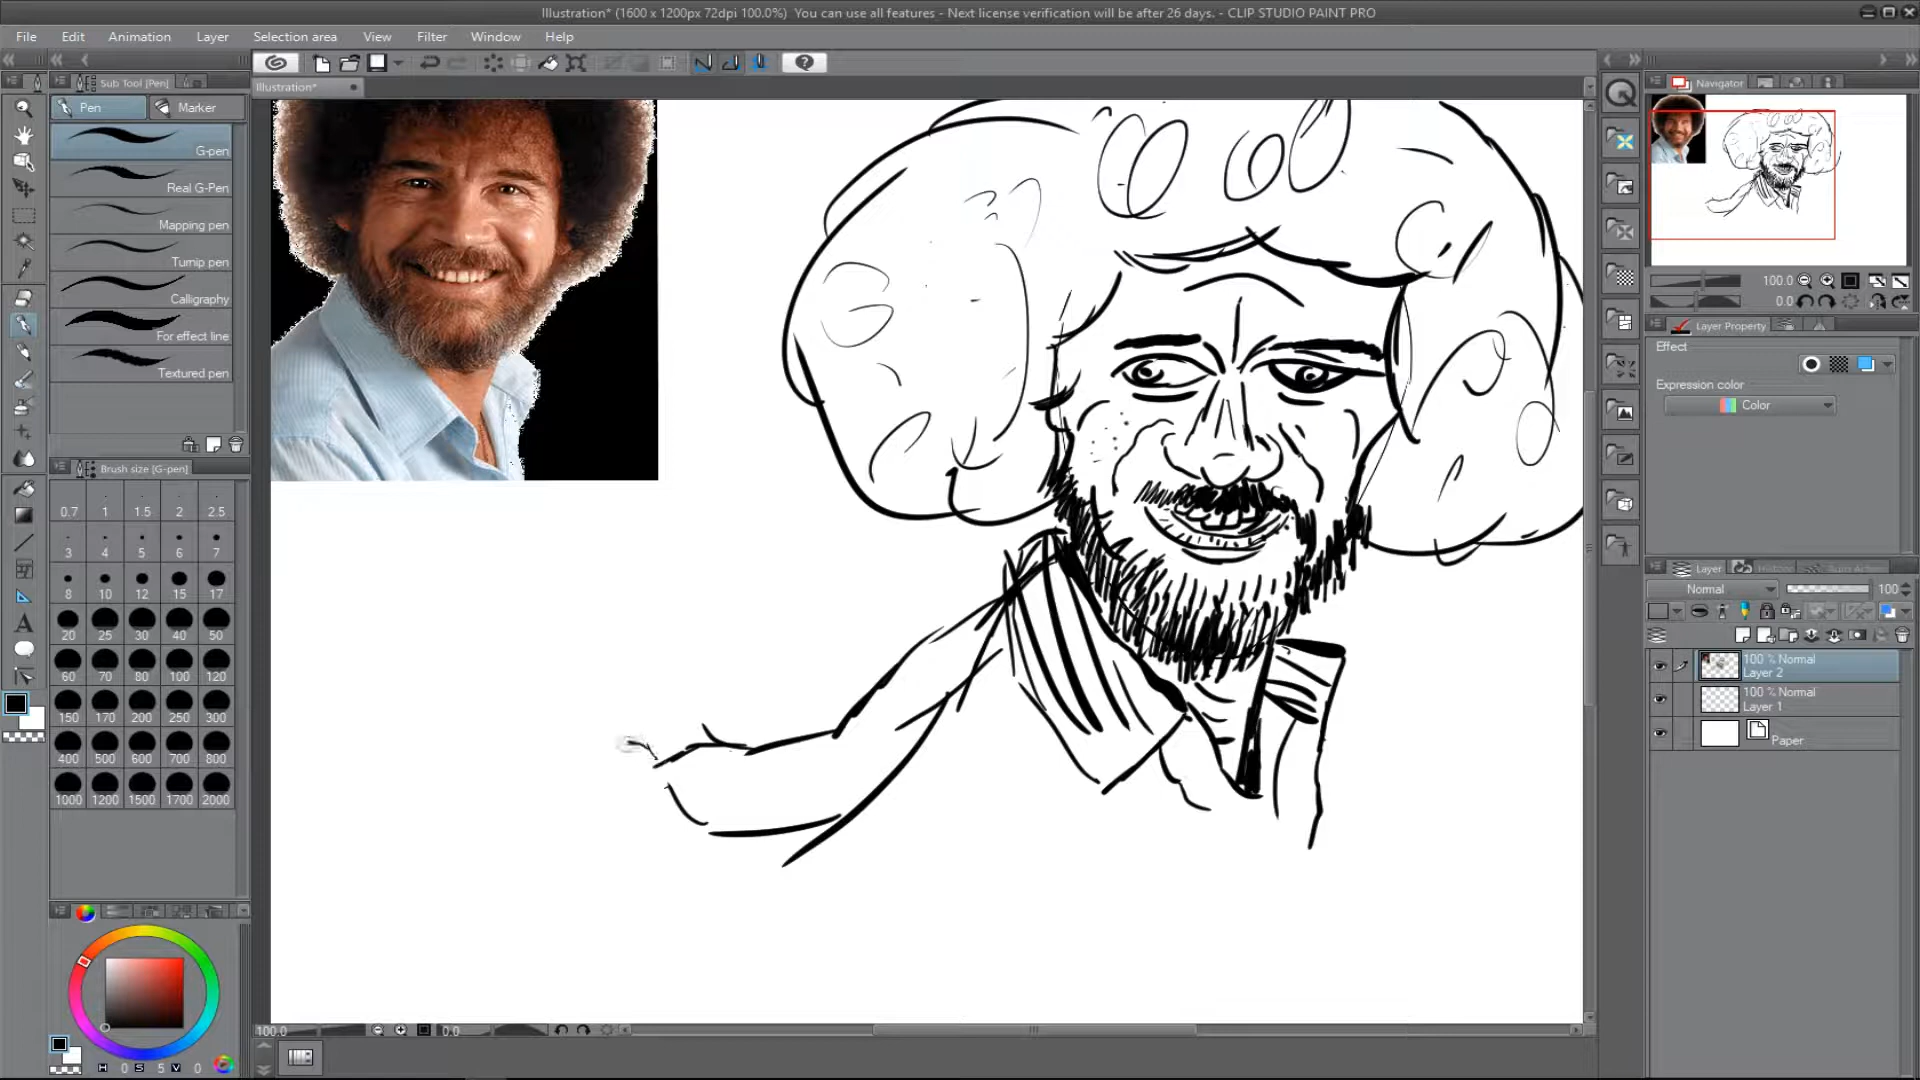 Illustration* (1600 x 1200px 72dpi 100.0%) You can use all features - Next license verification will be after 26 days. - CLIP STUDIO PAINT PRO
File Edit Animation Layer Selection area View Filter Window Help
Sub Tool [Pen]
Illustration*
Navigator
Pen Marker
G-pen
Real G-Pen
Mapping pen
Turnip pen
Calligraphy
For effect line
Textured pen
Brush size [G-pen]
0.7 1 1.5 2 2.5
3 4 5 6 7
8 10 12 15 17
20 25 30 40 50
60 70 80 100 120
150 170 200 250 300
400 500 600 700 800
1000 1200 1500 1700 2000
H 0 S 5 V 0
100.0 0.0
100.0
0.0
Layer Property
Effect
Expression color
Color
Layer
Normal 100
100 % Normal
Layer 2
100 % Normal
Layer 1
Paper